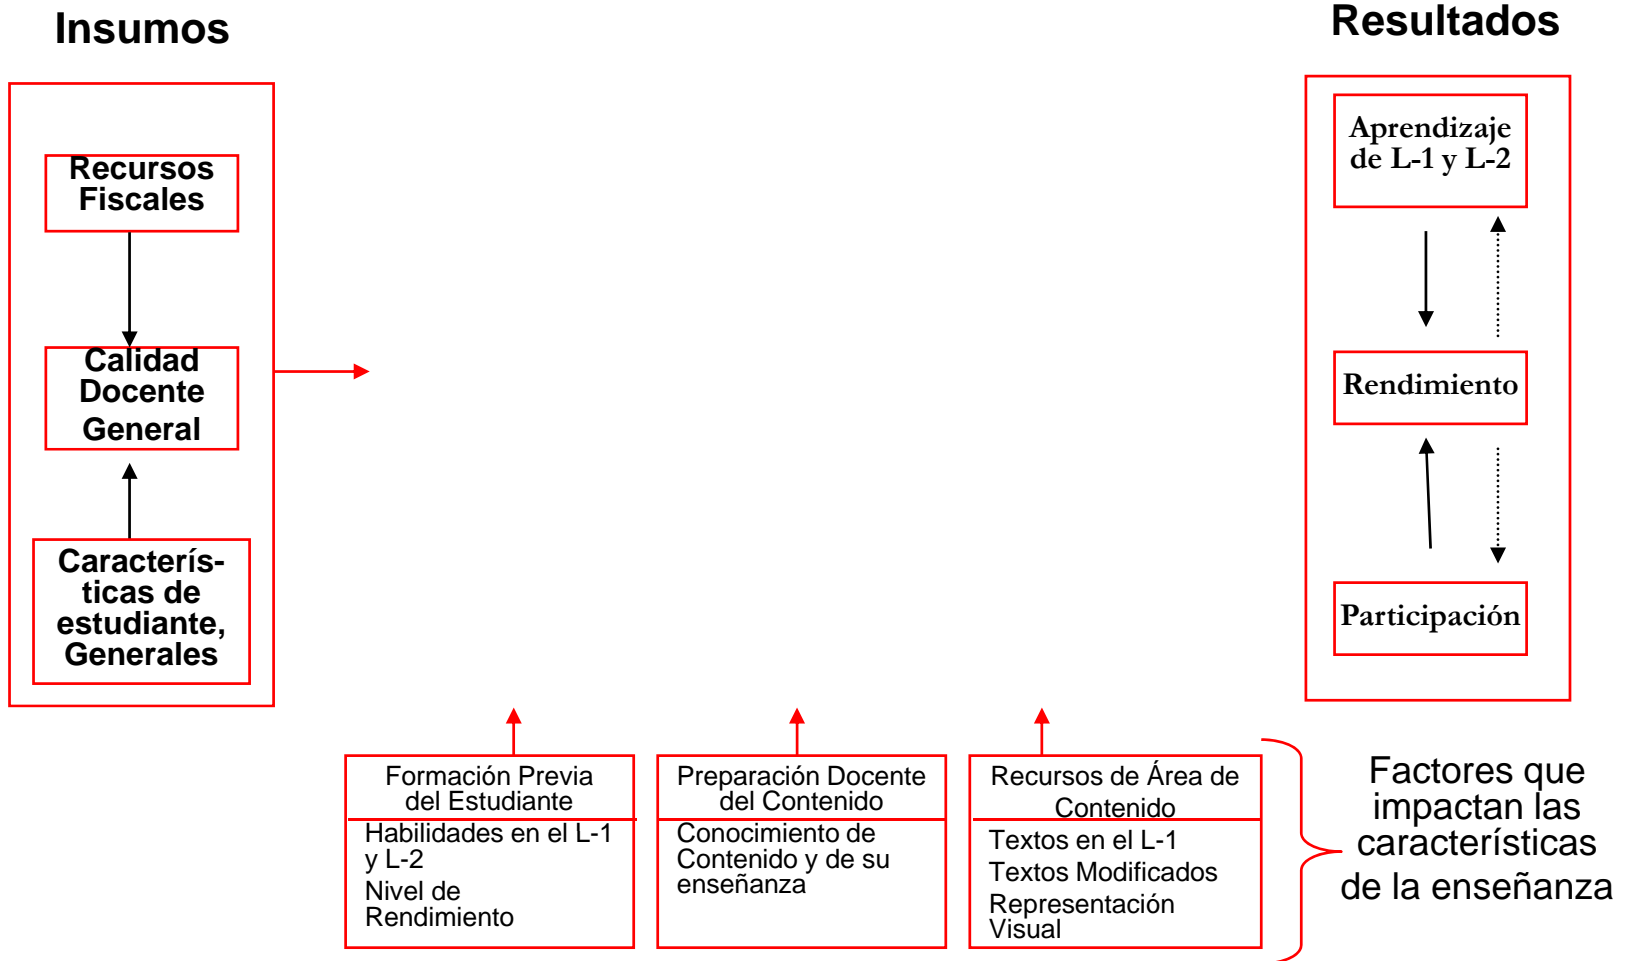 Insumos
Recursos
Fiscales
Calidad
Docente
General
Caracterís-
ticas de
estudiante,
Generales
Resultados
Aprendizaje
de L-1 y L-2
Rendimiento
Participación
Formación Previa
del Estudiante
Habilidades en el L-1
y L-2
Nivel de
Rendimiento
Preparación Docente
del Contenido
Conocimiento de
Contenido y de su
enseñanza
Recursos de Área de
Contenido
Textos en el L-1
Textos Modificados
Representación
Visual
Factores que
impactan las
características
de la enseñanza